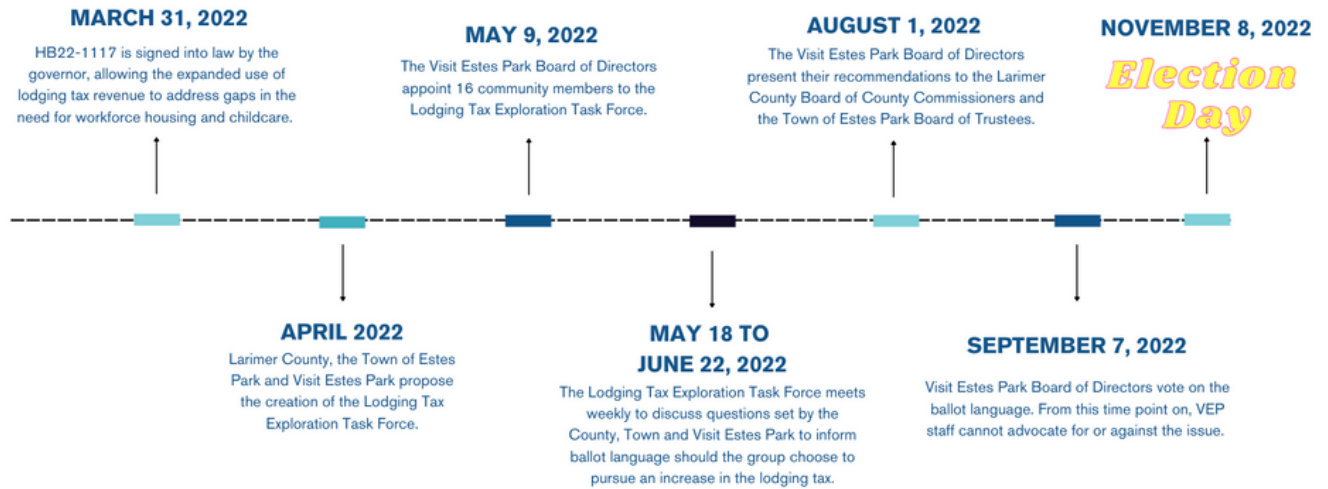 MARCH 31, 2022
HB22-1117 is signed into law by the
governor, allowing the expanded use of
lodging tax revenue to address gaps in the
need for workforce housing and childcare.
APRIL 2022
Larimer County, the Town of Estes
Park and Visit Estes Park propose
the creation of the Lodging Tax
Exploration Task Force.
MAY 9, 2022
The Visit Estes Park Board of Directors
appoint 16 community members to the
Lodging Tax Exploration Task Force.
MAY 18 TO
JUNE 22, 2022
The Lodging Tax Exploration Task Force meets
weekly to discuss questions set by the
County, Town and Visit Estes Park to inform
ballot language should the group choose to
pursue an increase in the lodging tax.
AUGUST 1, 2022
The Visit Estes Park Board of Directors
present their recommendations to the Larimer
County Board of County Commissioners and
the Town of Estes Park Board of Trustees.
SEPTEMBER 7, 2022
Visit Estes Park Board of Directors vote on the
ballot language. From this time point on, VEP
staff cannot advocate for or against the issue.
NOVEMBER 8, 2022
Election
Day